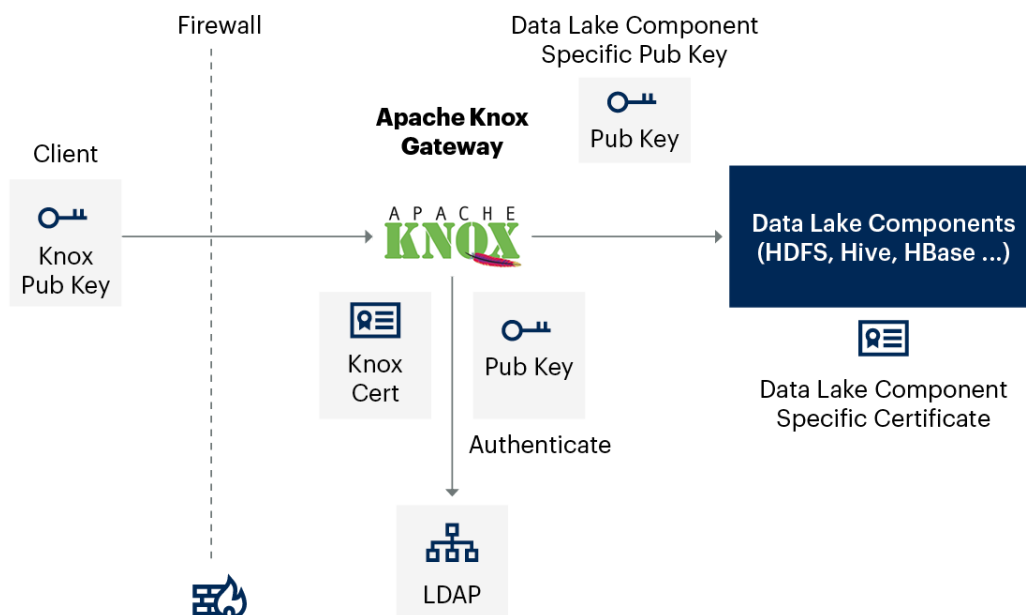 Firewall
Data Lake Component
Specific Pub Key
Pub Key
Apache Knox
Gateway
Client
Knox
Pub Key
APACHE
KNOX
Data Lake Components
(HDFS, Hive, HBase ...)
Knox
Cert
Pub Key
Data Lake Component
Specific Certificate
Authenticate
LDAP